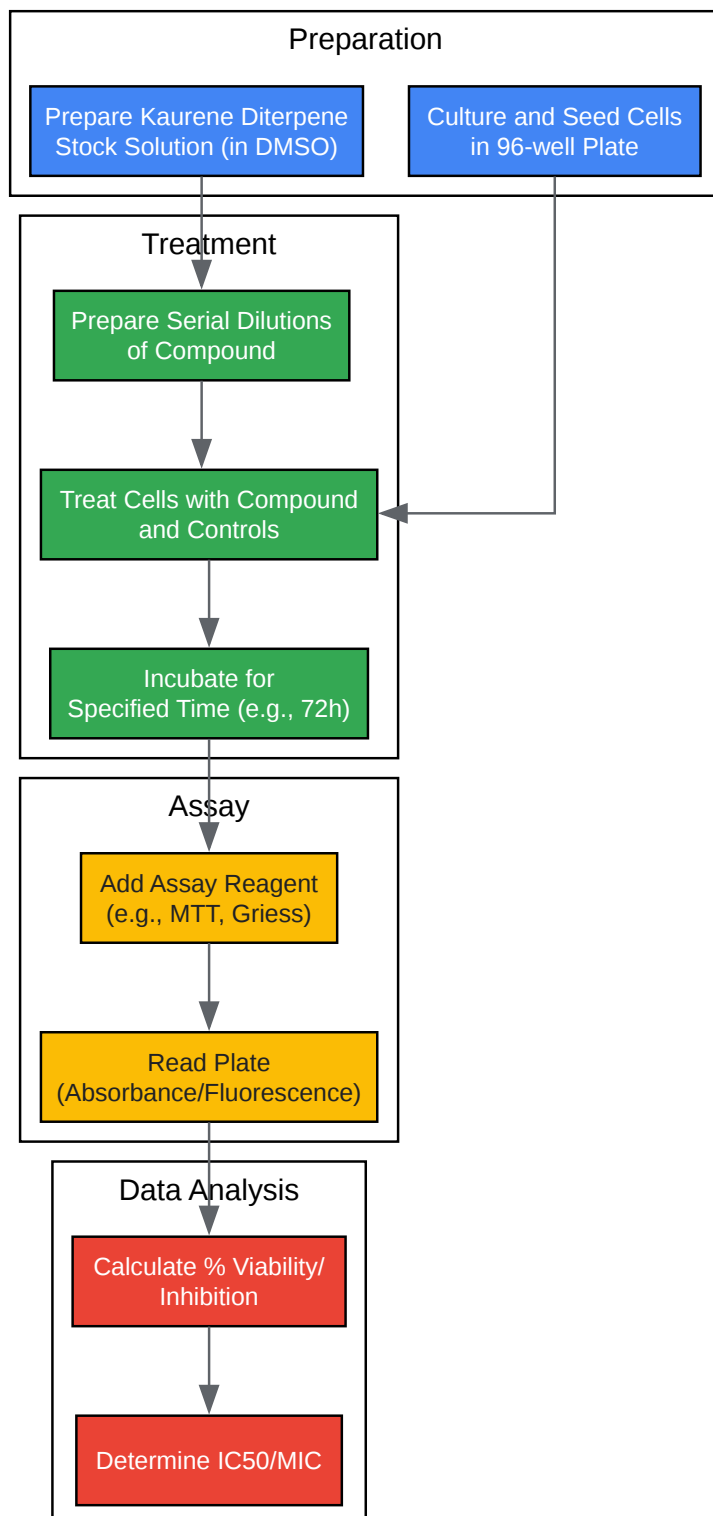 Preparation
Prepare Kaurene Diterpene
Stock Solution (in DMSO)
Culture and Seed Cells
in 96-well Plate
Treatment
Prepare Serial Dilutions
of Compound
Treat Cells with Compound
and Controls
Incubate for
Specified Time (e.g., 72h)
Assay
Add Assay Reagent
(e.g., MTT, Griess)
Read Plate
(Absorbance/Fluorescence)
Data Analysis
Calculate % Viability/
Inhibition
Determine IC50/MIC